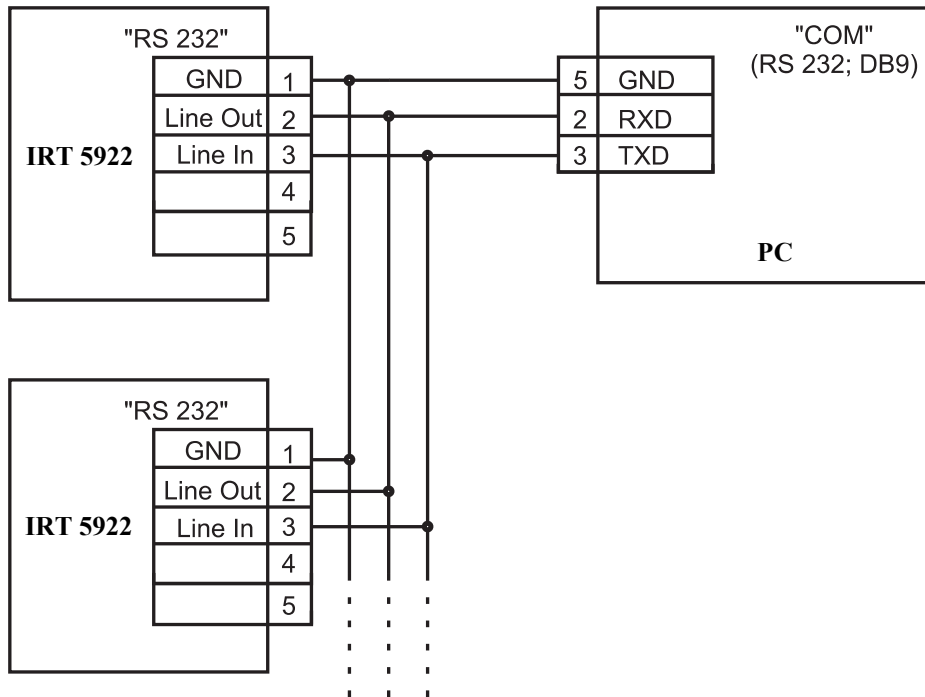 "RS 232"
GND 1
Line Out 2
Line In 3
4
5
IRT 5922
"COM"
(RS 232; DB9)
5 GND
2 RXD
3 TXD
PC
"RS 232"
GND 1
Line Out 2
Line In 3
4
5
IRT 5922